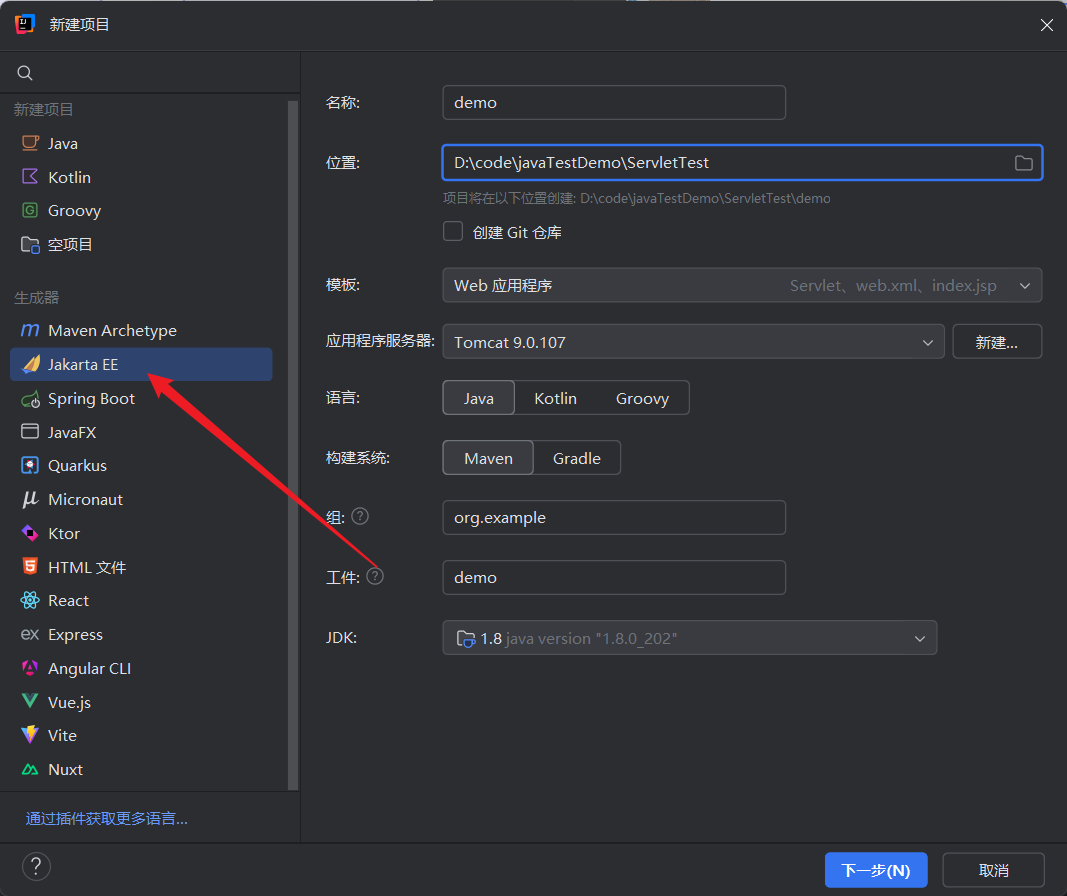 新建项目
新建项目
Java
Kotlin
Groovy
空项目
生成器
Maven Archetype
Jakarta EE
Spring Boot
JavaFX
Quarkus
Micronaut
Ktor
HTML 文件
React
Express
Angular CLI
Vue.js
Vite
Nuxt
通过插件获取更多语言...
名称: demo
位置: D:\code\javaTestDemo\ServletTest
项目将在以下位置创建: D:\code\javaTestDemo\ServletTest\demo
创建 Git 仓库
模板: Web 应用程序 Servlet、web.xml、index.jsp
应用程序服务器: Tomcat 9.0.107 新建...
语言: Java Kotlin Groovy
构建系统: Maven Gradle
组: ? org.example
工件: ? demo
JDK: 1.8 java version "1.8.0_202"
? 下一步(N) 取消